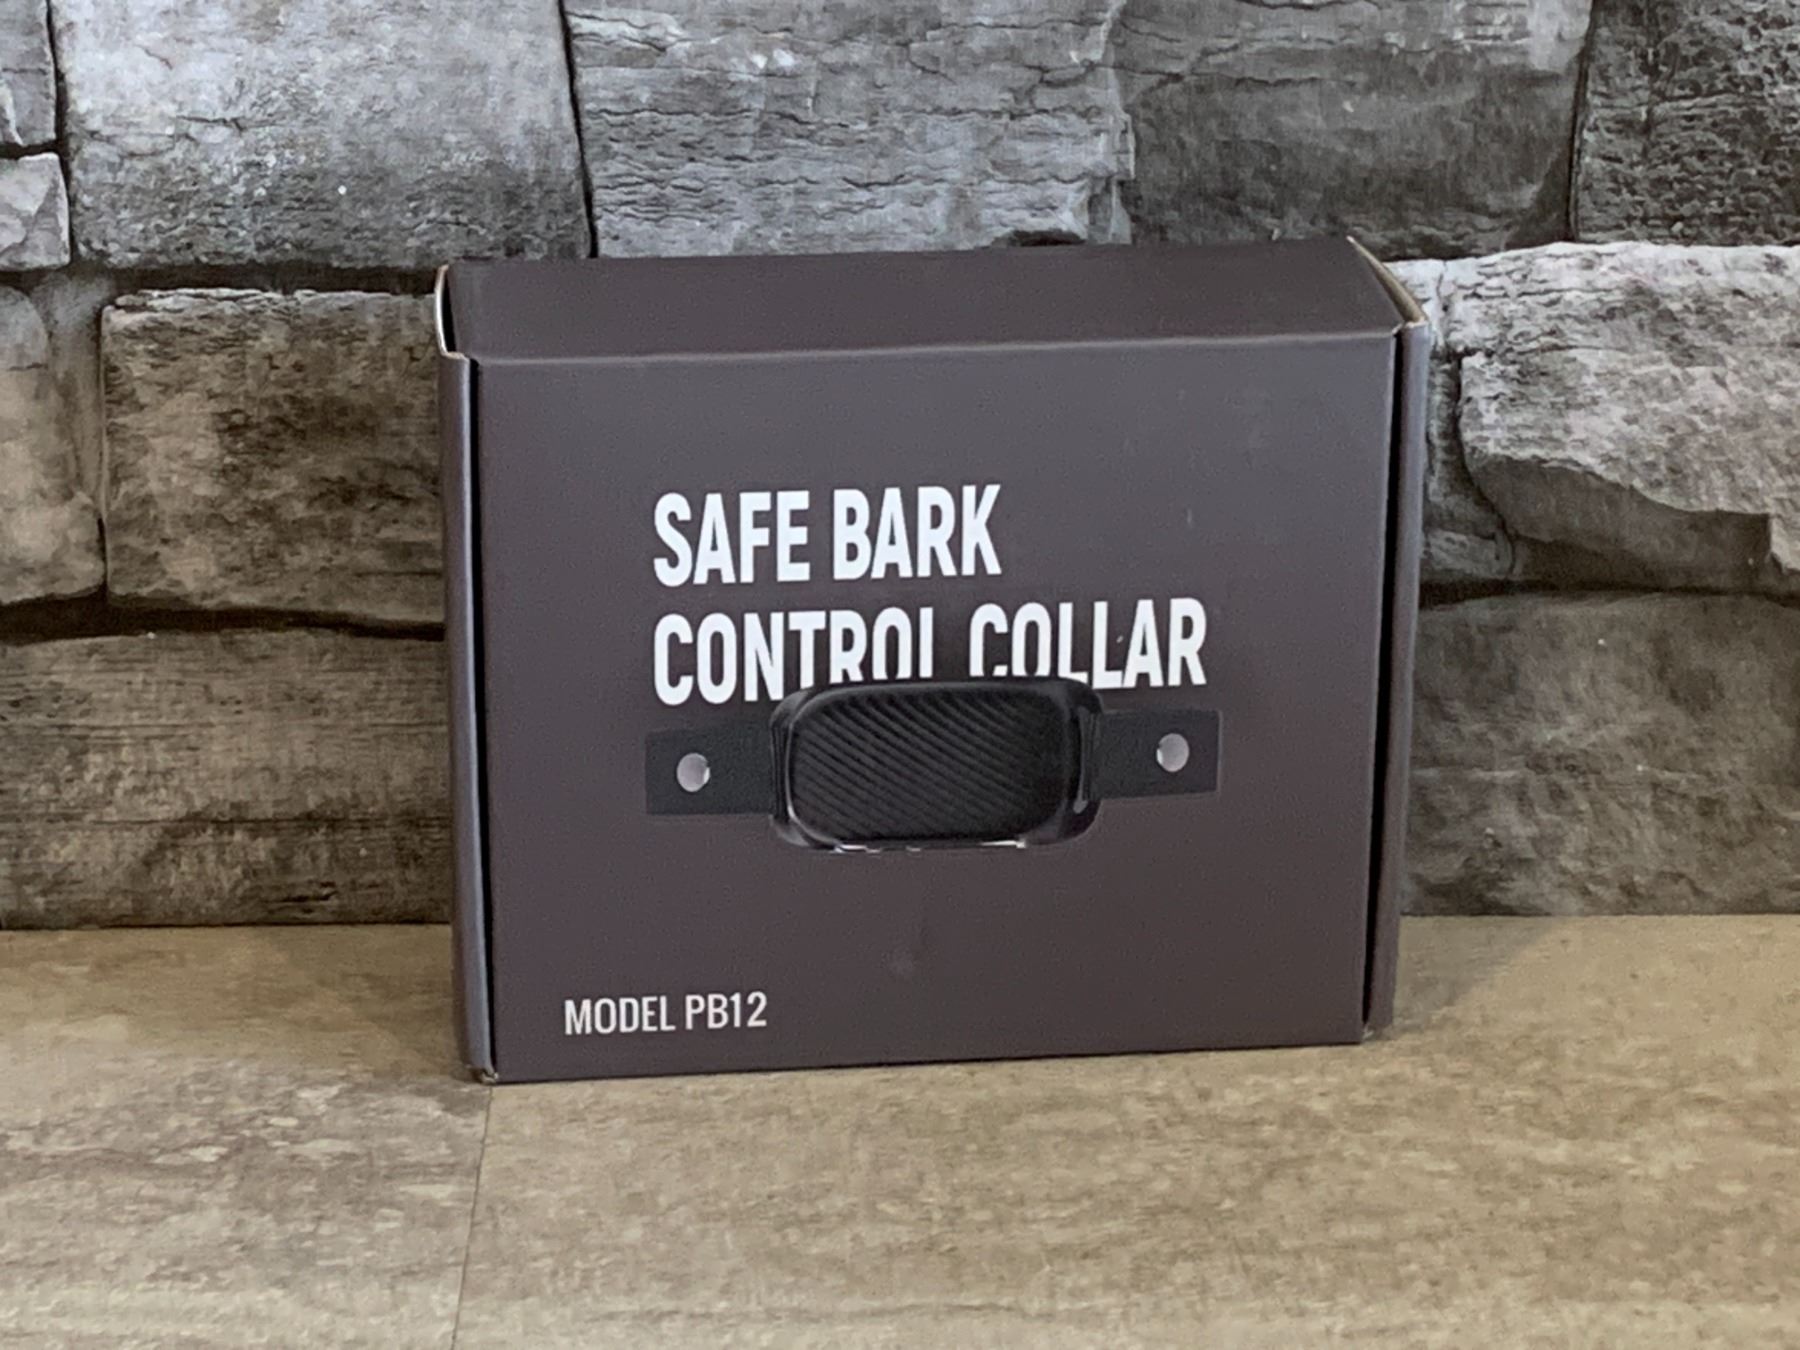 SAFE BARK
CONTROL COLLAR
MODEL PB12